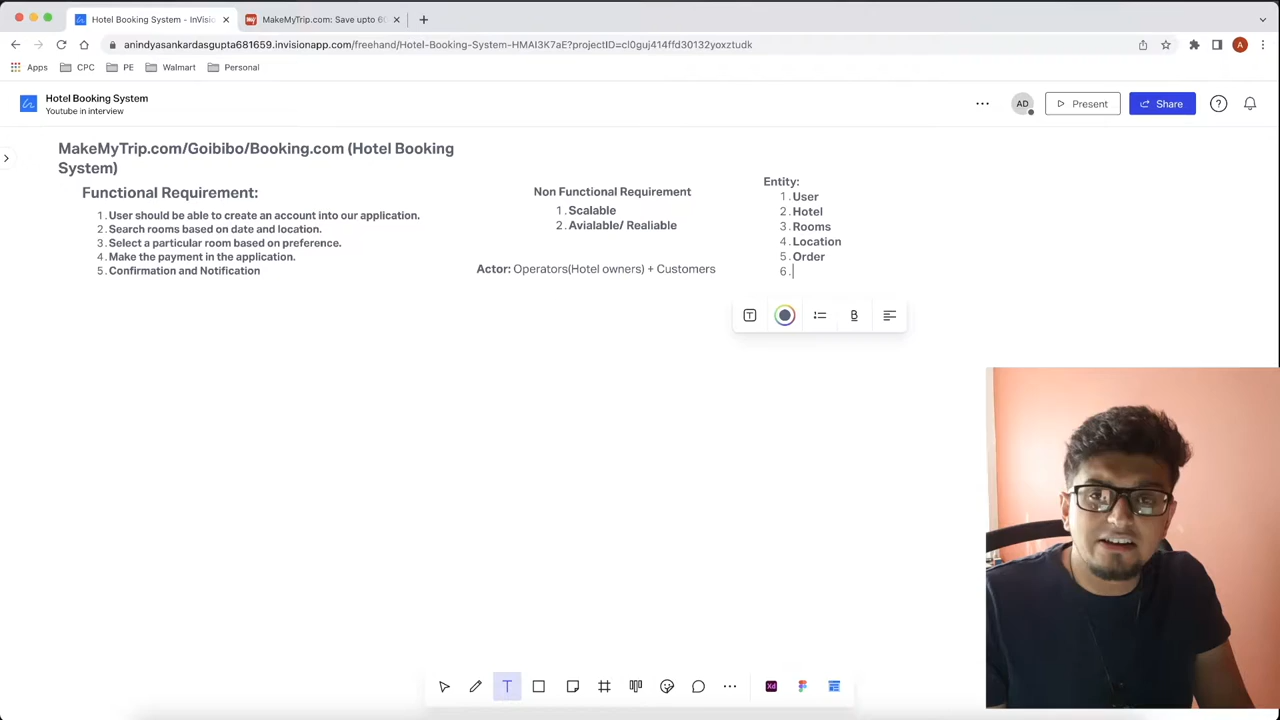 Hotel Booking System - InVisio
MakeMyTrip.com: Save upto 60
anindyasankardasgupta681659.invisionapp.com/freehand/Hotel-Booking-System-HMAI3K7aE?projectID=cl0guj414ffd30132yoxztudk
A
Apps
CPC
PE
Walmart
Personal
Hotel Booking System
Youtube in interview
AD
Present
Share
MakeMyTrip.com/Goibibo/Booking.com (Hotel Booking
System)
Functional Requirement:
1. User should be able to create an account into our application.
2. Search rooms based on date and location.
3. Select a particular room based on preference.
4. Make the payment in the application.
5. Confirmation and Notification
Non Functional Requirement
1. Scalable
2. Avialable/ Realiable
Actor: Operators(Hotel owners) + Customers
Entity:
1. User
2. Hotel
3. Rooms
4. Location
5. Order
6.
T
B
T
Xd